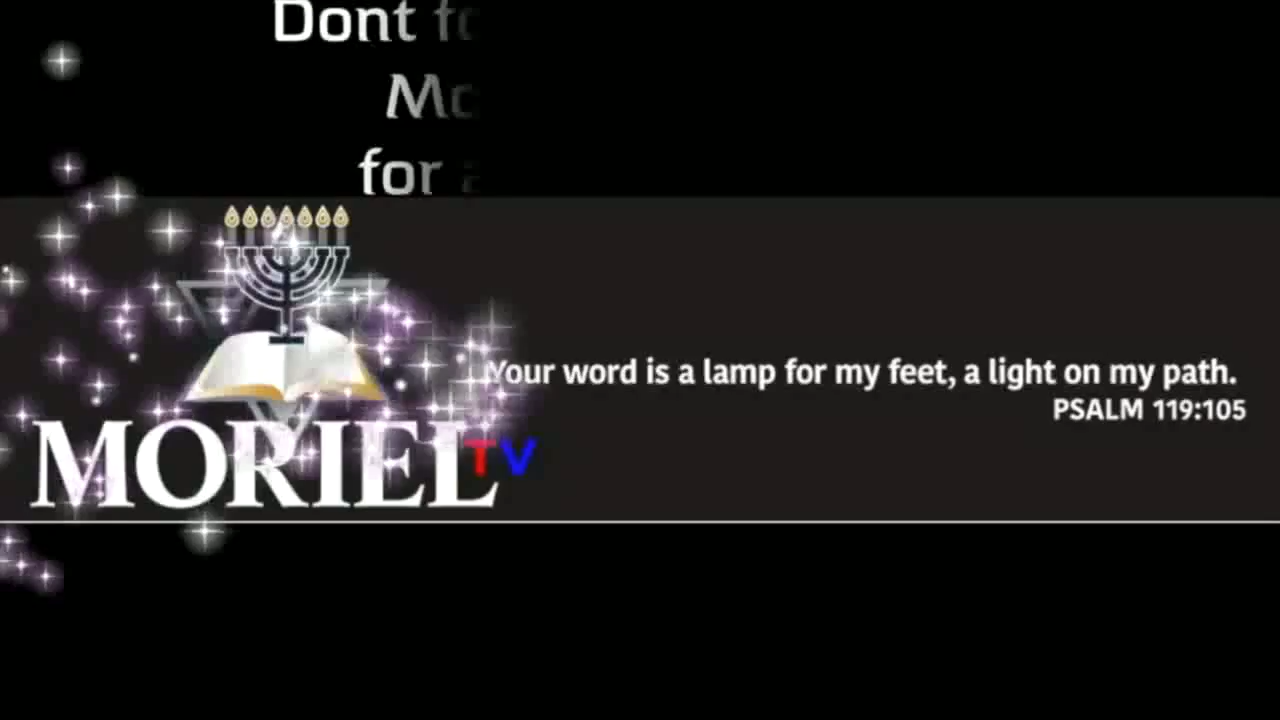 Dont
for
Your word is a lamp for my feet, a light on my path.
PSALM 119:105
MORIEL TV